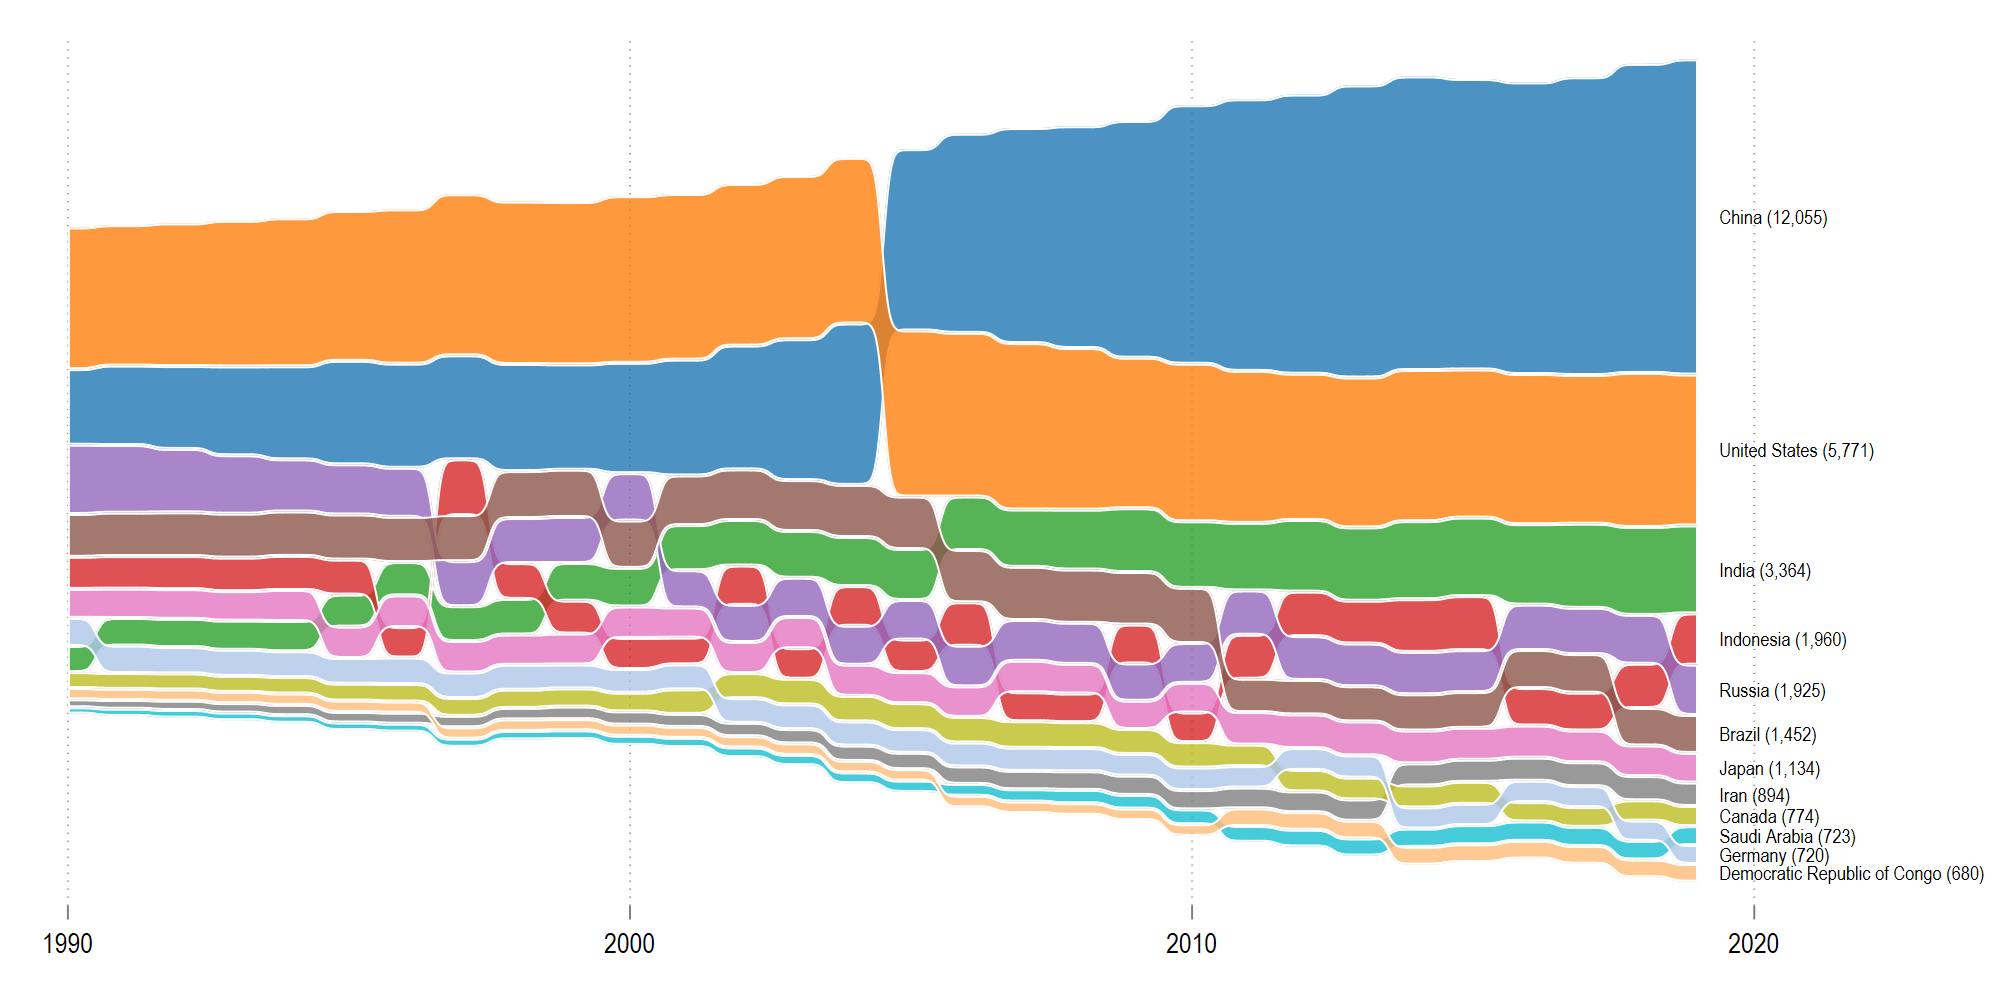 China (12,055)
United States (5,771)
India (3,364)
Indonesia (1,960)
Russia (1,925)
Brazil (1,452)
Japan (1,134)
Iran (894)
Canada (774)
Saudi Arabia (723)
Germany (720)
Democratic Republic of Congo (680)
1990 2000 2010 2020